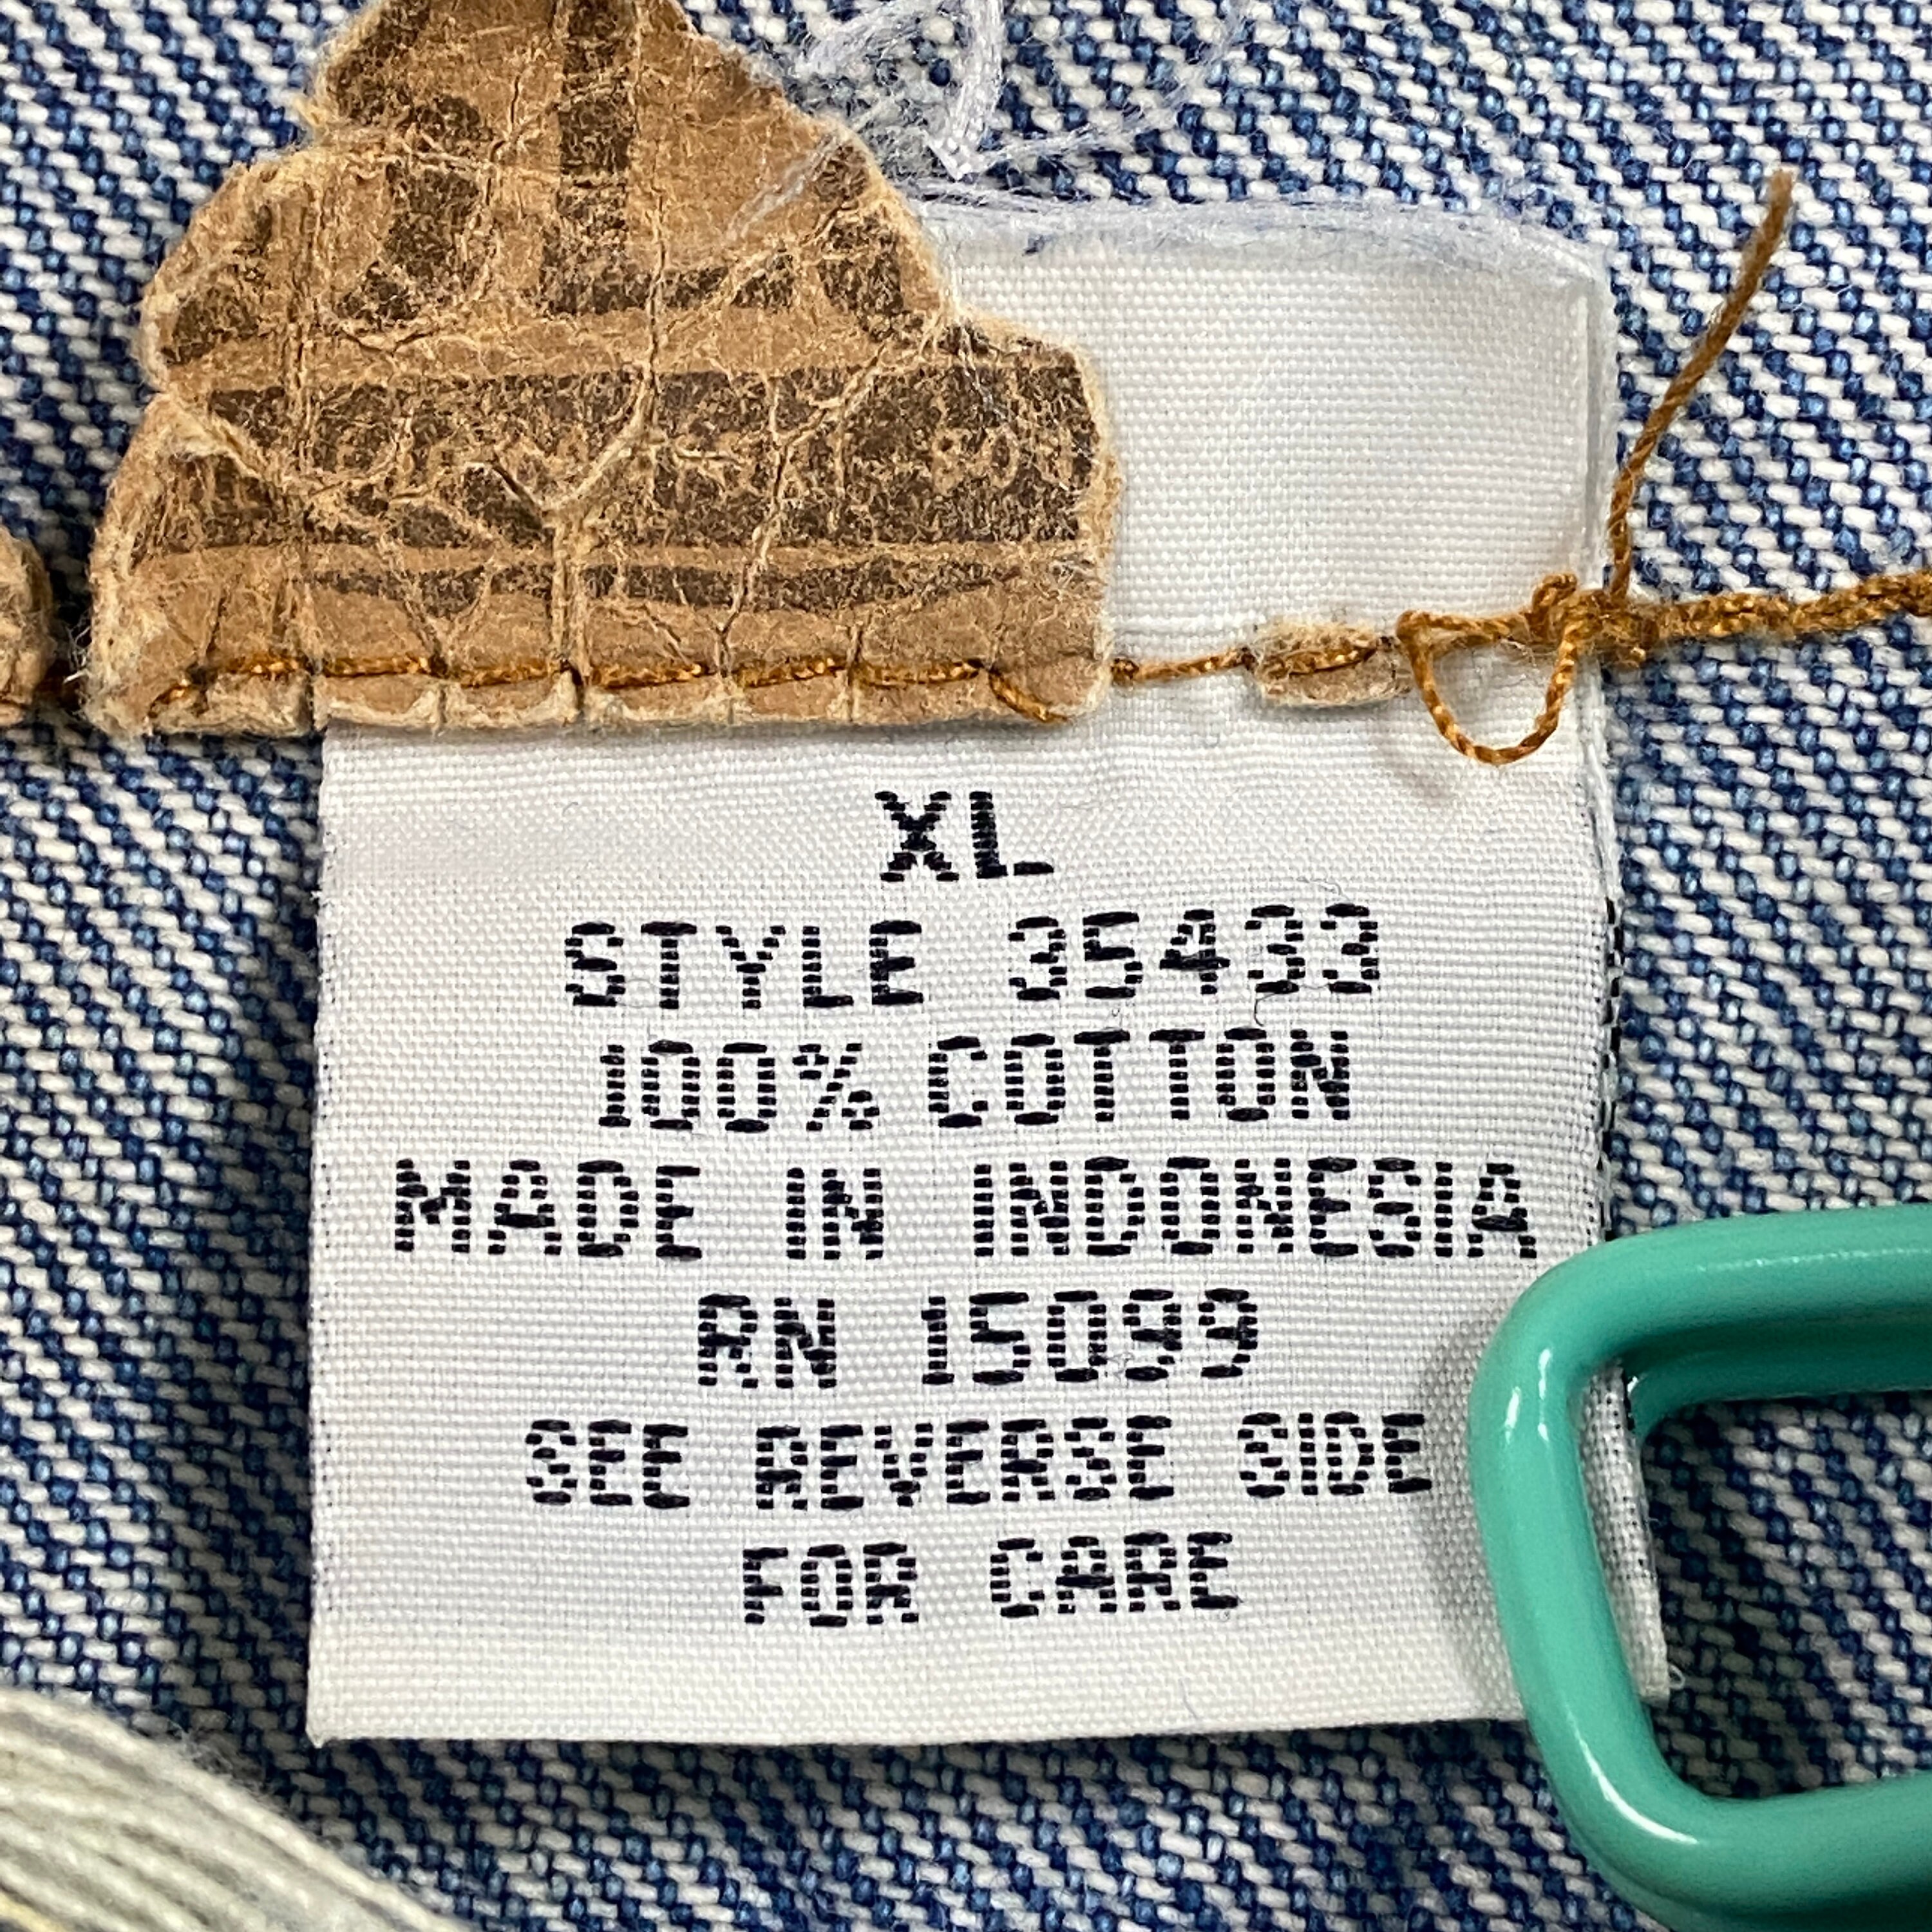 XL
STYLE 35433
100% COTTON
MADE IN INDONESIA
RN 15099
SEE REVERSE SIDE
FOR CARE